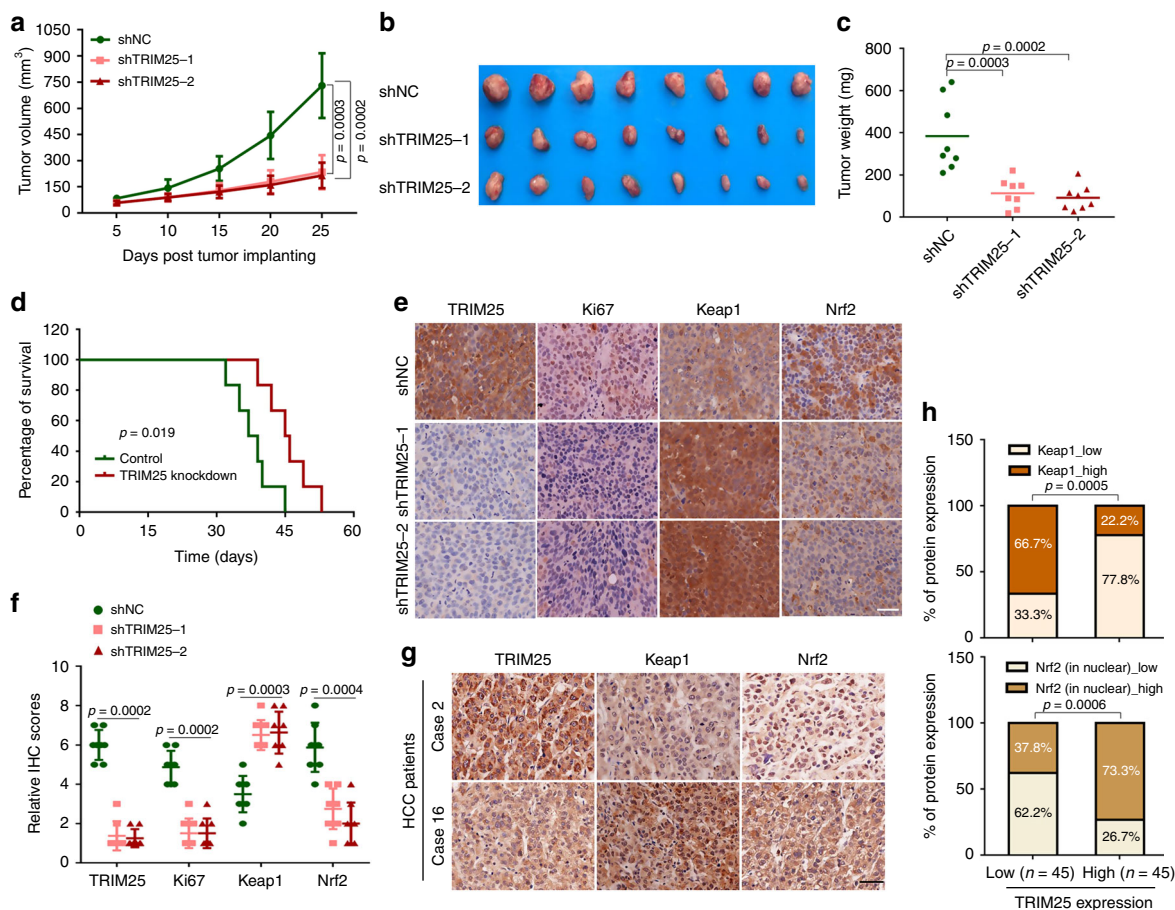 a
Tumor volume (mm³)
1050
900
750
600
450
300
150
0
shNC
shTRIM25–1
shTRIM25–2
p = 0.0003
p = 0.0002
5 10 15 20 25
Days post tumor implanting
b
shNC
shTRIM25–1
shTRIM25–2
c
Tumor weight (mg)
800
600
400
200
0
p = 0.0002
p = 0.0003
shNC
shTRIM25–1
shTRIM25–2
d
Percentage of survival
120
100
80
60
40
20
0
p = 0.019
Control
TRIM25 knockdown
0 15 30 45 60
Time (days)
e
TRIM25 Ki67 Keap1 Nrf2
shNC
shTRIM25–1
shTRIM25–2
f
shNC
shTRIM25–1
shTRIM25–2
Relative IHC scores
10
8
6
4
2
0
p = 0.0002
p = 0.0002
p = 0.0003
p = 0.0004
TRIM25 Ki67 Keap1 Nrf2
g
TRIM25 Keap1 Nrf2
HCC patients
Case 2
Case 16
h
% of protein expression
150
100
50
0
Keap1_low
Keap1_high
p = 0.0005
66.7%
33.3%
22.2%
77.8%
% of protein expression
150
100
50
0
Nrf2 (in nuclear)_low
Nrf2 (in nuclear)_high
p = 0.0006
37.8%
62.2%
73.3%
26.7%
Low (n = 45) High (n = 45)
TRIM25 expression